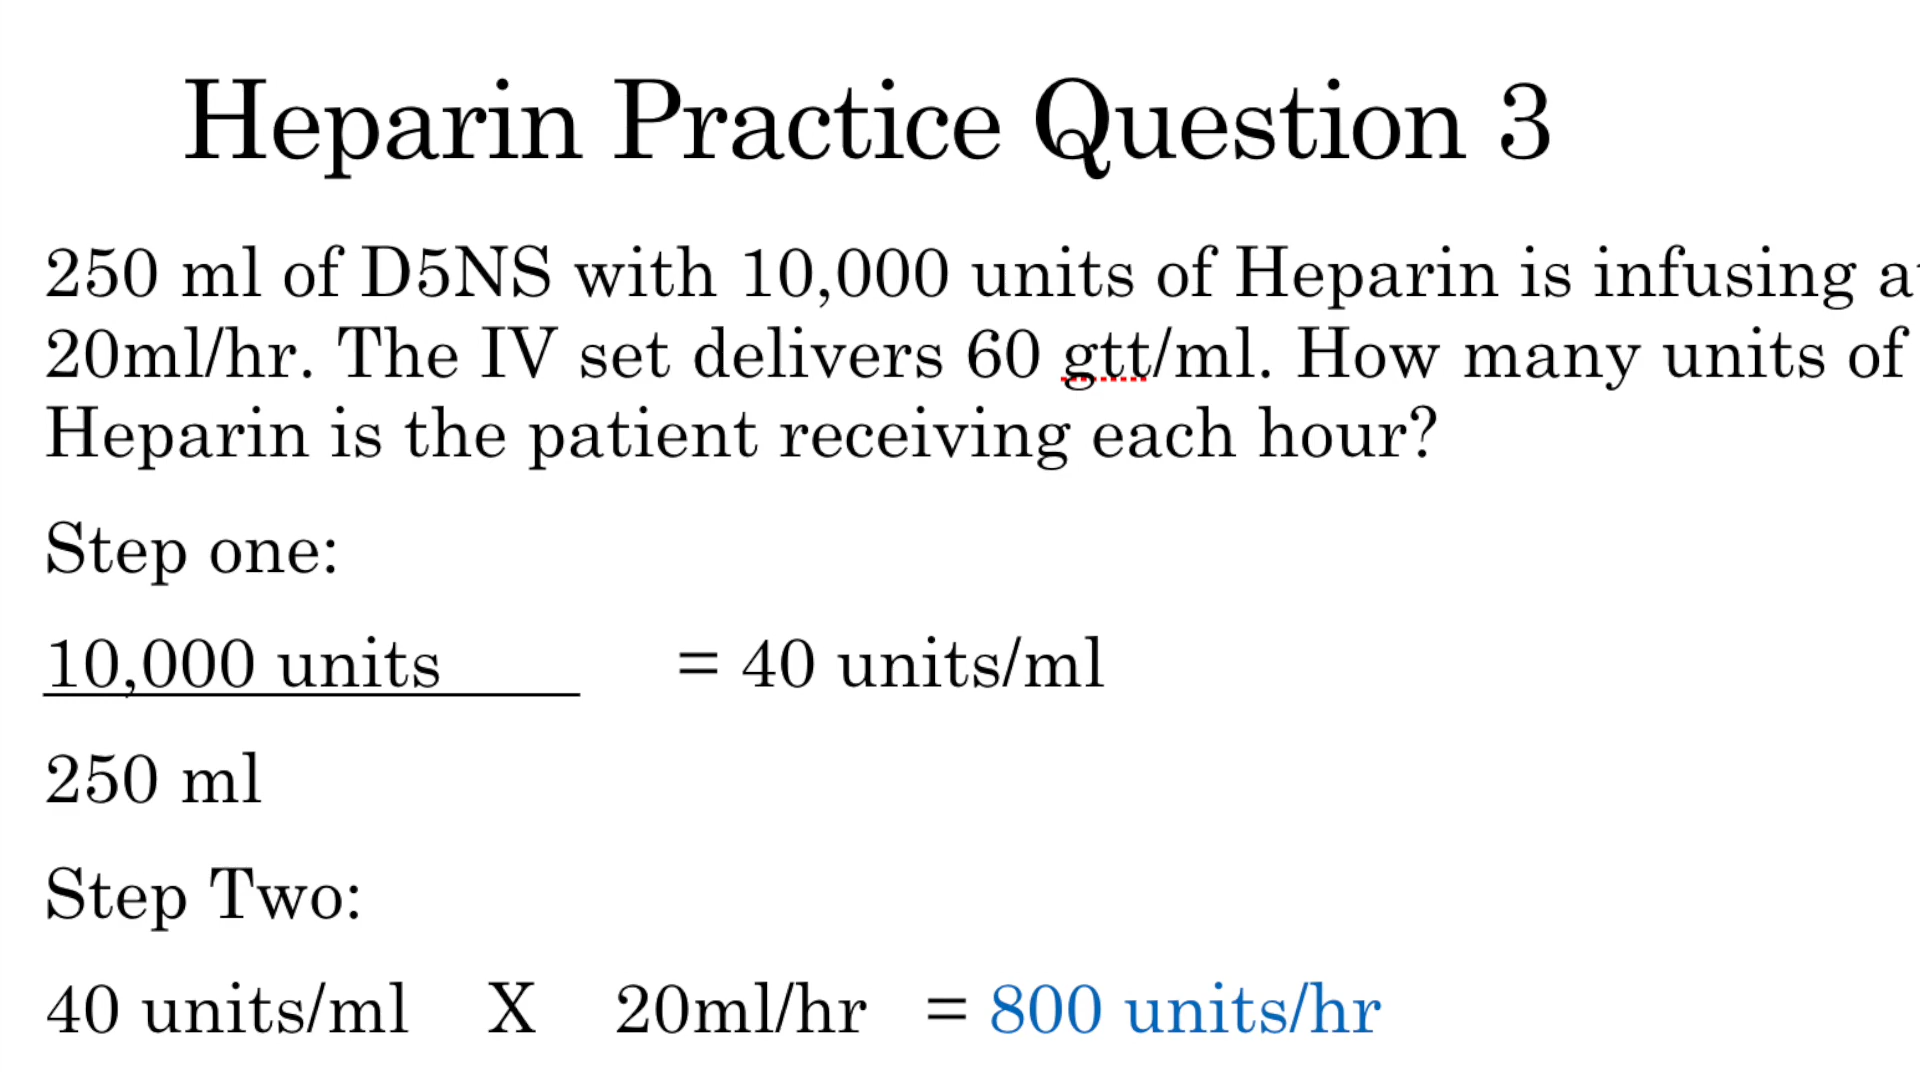 Heparin Practice Question 3
250 ml of D5NS with 10,000 units of Heparin is infusing a
20ml/hr. The IV set delivers 60 gtt/ml. How many units of
Heparin is the patient receiving each hour?
Step one:
10,000 units = 40 units/ml
250 ml
Step Two:
40 units/ml X 20ml/hr = 800 units/hr